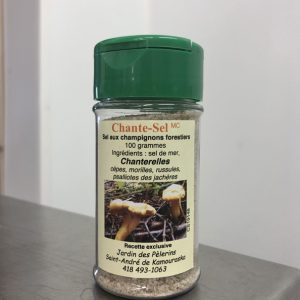 Chante-Sel MC
Sel aux champignons forestiers
100 grammes
Ingrédients : sel de mer,
Chanterelles
cèpes, morilles, russules,
psalliotes des jachères
Recette exclusive
Jardin des Pèlerins
Saint-André de Kamouraska
418 493-1063